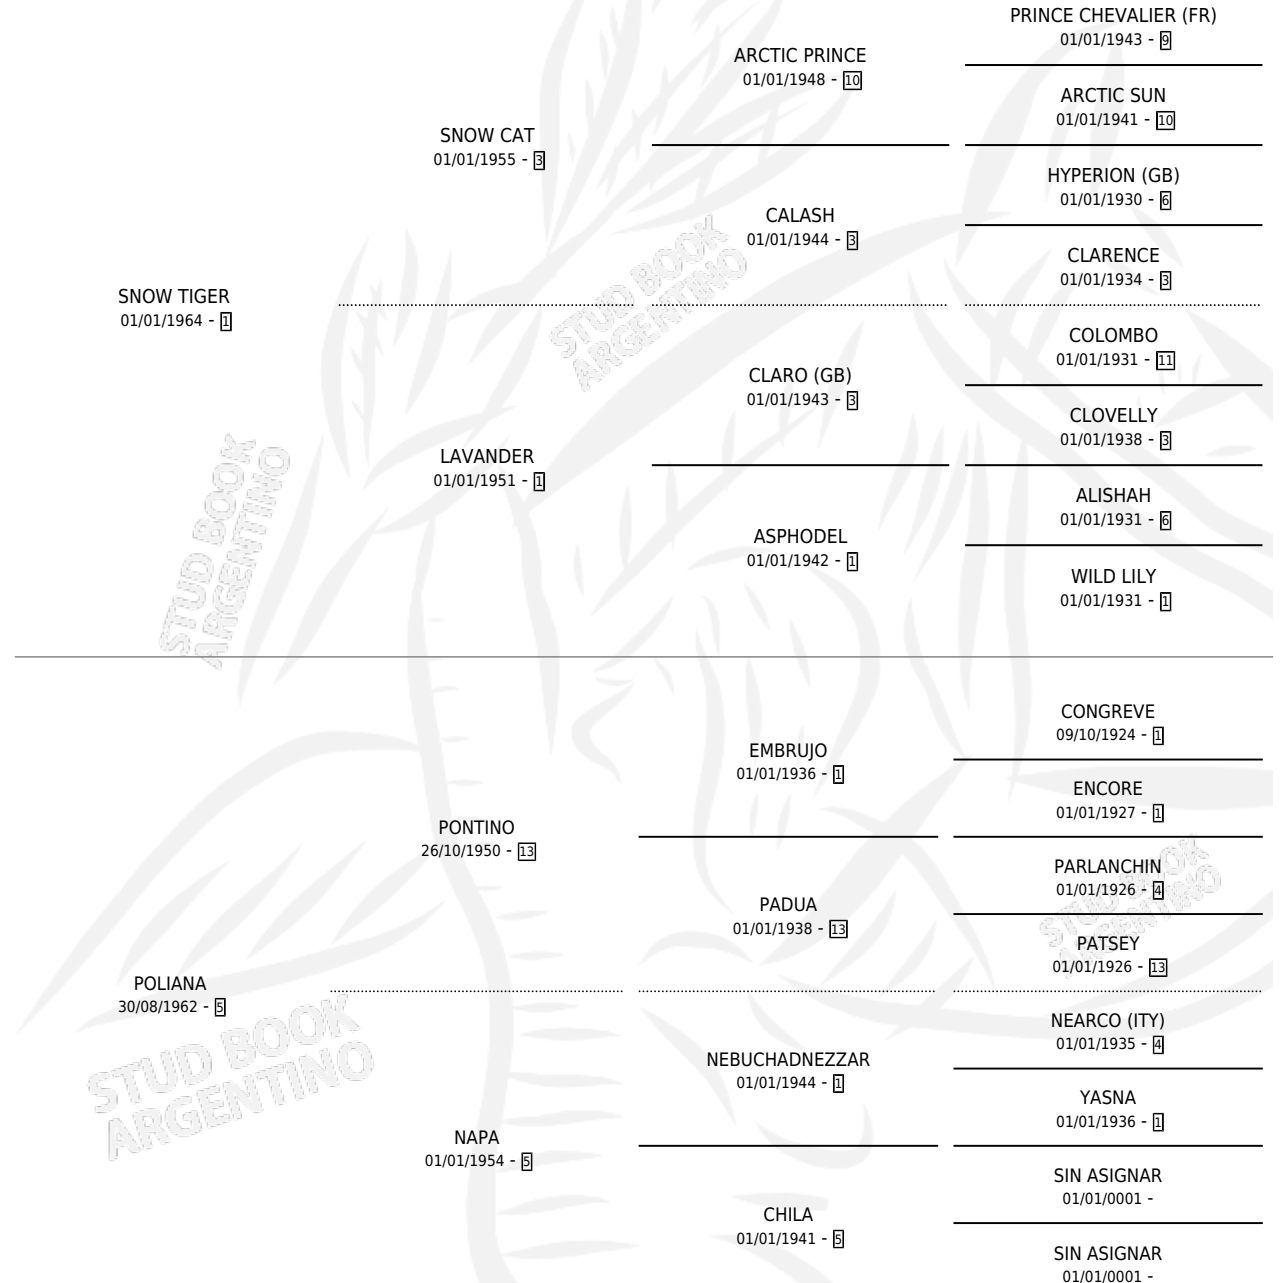 PRINCE CHEVALIER (FR)
01/01/1943 - 9
ARCTIC PRINCE
01/01/1948 - 10
ARCTIC SUN
01/01/1941 - 10
SNOW CAT
01/01/1955 - 3
HYPERION (GB)
01/01/1930 - 6
CALASH
01/01/1944 - 3
CLARENCE
01/01/1934 - 3
SNOW TIGER
01/01/1964 - 1
STUD BOOK
ARGENTINO
COLOMBO
01/01/1931 - 11
CLARO (GB)
01/01/1943 - 3
CLOVELLY
01/01/1938 - 3
LAVANDER
01/01/1951 - 1
ALISHAH
01/01/1931 - 6
ASPHODEL
01/01/1942 - 1
WILD LILY
01/01/1931 - 1
STUD BOOK
ARGENTINO
CONGREVE
09/10/1924 - 1
EMBRUJO
01/01/1936 - 1
ENCORE
01/01/1927 - 1
PONTINO
26/10/1950 - 13
PARLANCHIN
01/01/1926 - 4
PADUA
01/01/1938 - 13
PATSEY
01/01/1926 - 13
STUD BOOK
ARGENTINO
POLIANA
30/08/1962 - 5
NEARCO (ITY)
01/01/1935 - 4
NEBUCHADNEZZAR
01/01/1944 - 1
YASNA
01/01/1936 - 1
STUD BOOK
ARGENTINO
NAPA
01/01/1954 - 5
SIN ASIGNAR
01/01/0001 -
CHILA
01/01/1941 - 5
SIN ASIGNAR
01/01/0001 -